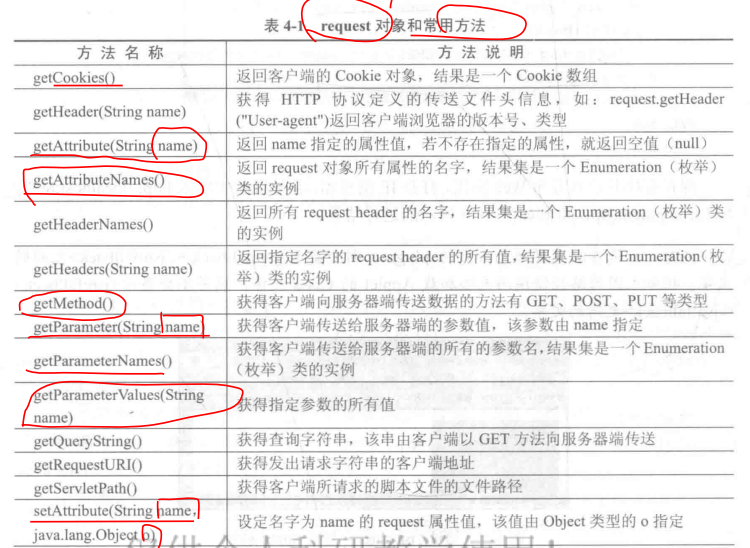 表 4-1 request 对象和常用方法
方 法 名 称 方 法 说 明
getCookies() 返回客户端的 Cookie 对象，结果是一个 Cookie 数组
getHeader(String name) 获得 HTTP 协议定义的传送文件头信息，如：request.getHeader
("User-agent")返回客户端浏览器的版本号、类型
getAttribute(String name) 返回 name 指定的属性值，若不存在指定的属性，就返回空值（null）
getAttributeNames() 返回 request 对象所有属性的名字，结果集是一个 Enumeration（枚举）
类的实例
getHeaderNames() 返回所有 request header 的名字，结果集是一个 Enumeration（枚举）类
的实例
getHeaders(String name) 返回指定名字的 request header 的所有值，结果集是一个 Enumeration（枚
举）类的实例
getMethod() 获得客户端向服务器端传送数据的方法有 GET、POST、PUT 等类型
getParameter(String name) 获得客户端传送给服务器端的参数值，该参数由 name 指定
getParameterNames() 获得客户端传送给服务器端的所有的参数名，结果集是一个 Enumeration
（枚举）类的实例
getParameterValues(String
name) 获得指定参数的所有值
getQueryString() 获得查询字符串，该串由客户端以 GET 方法向服务器端传送
getRequestURI() 获得发出请求字符串的客户端地址
getServletPath() 获得客户端所请求的脚本文件的文件路径
setAttribute(String name,
java.lang.Object o) 设定名字为 name 的 request 属性值，该值由 Object 类型的 o 指定